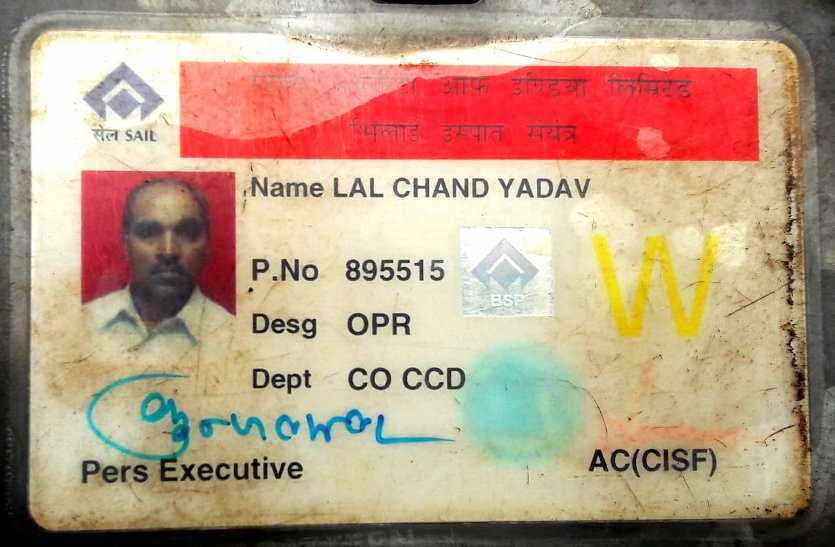 ऑफ इण्डिया लिमिटेड
भिलाई इस्पात संयंत्र
सेल SAIL
Name LAL CHAND YADAV
P.No 895515
BSP
W
Desg OPR
Dept CO CCD
Pers Executive
AC(CISF)